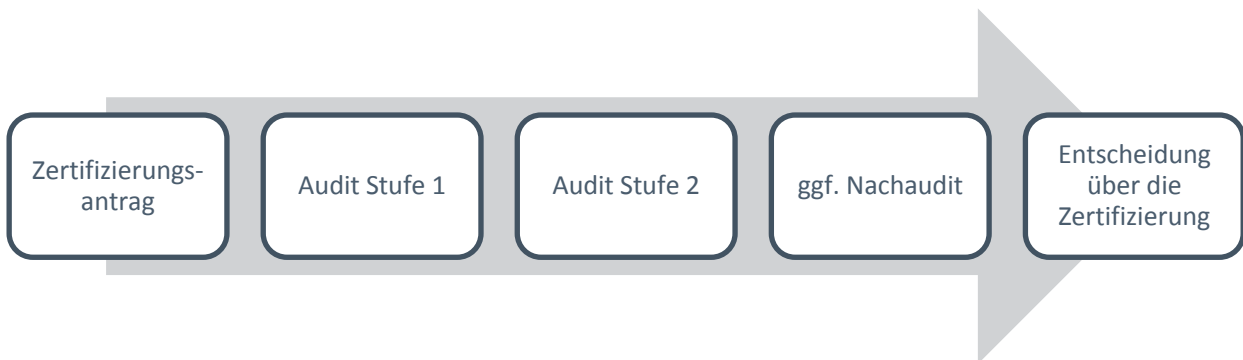 Zertifizierungs-
antrag
Audit Stufe 1
Audit Stufe 2
ggf. Nachaudit
Entscheidung
über die
Zertifizierung